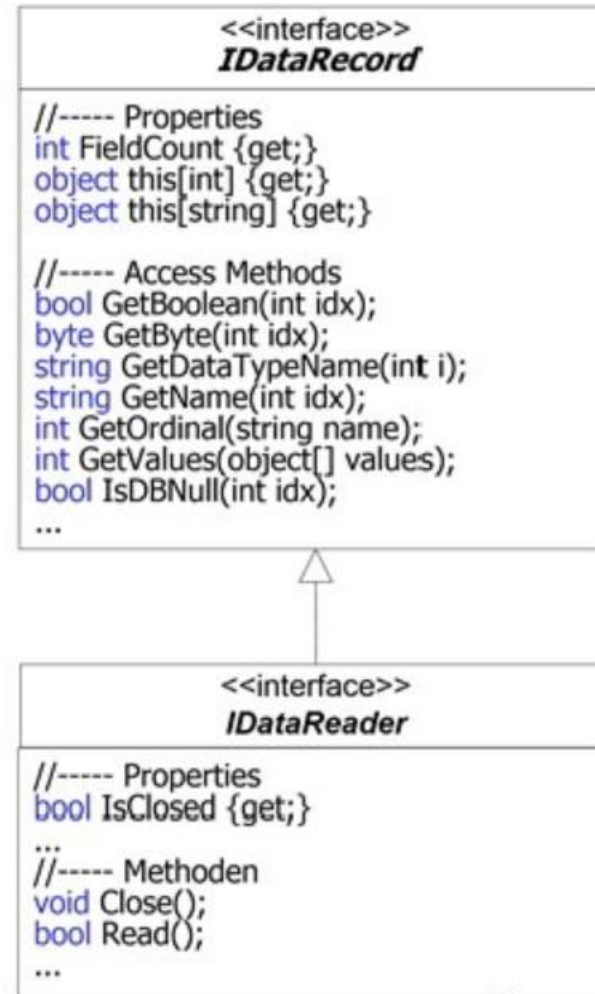 <<interface>>
IDataRecord
//----- Properties
int FieldCount {get;}
object this[int] {get;}
object this[string] {get;}
//----- Access Methods
bool GetBoolean(int idx);
byte GetByte(int idx);
string GetDataTypeName(int i);
string GetName(int idx);
int GetOrdinal(string name);
int GetValues(object[] values);
bool IsDBNull(int idx);
...
<<interface>>
IDataReader
//----- Properties
bool IsClosed {get;}
...
//----- Methoden
void Close();
bool Read();
...